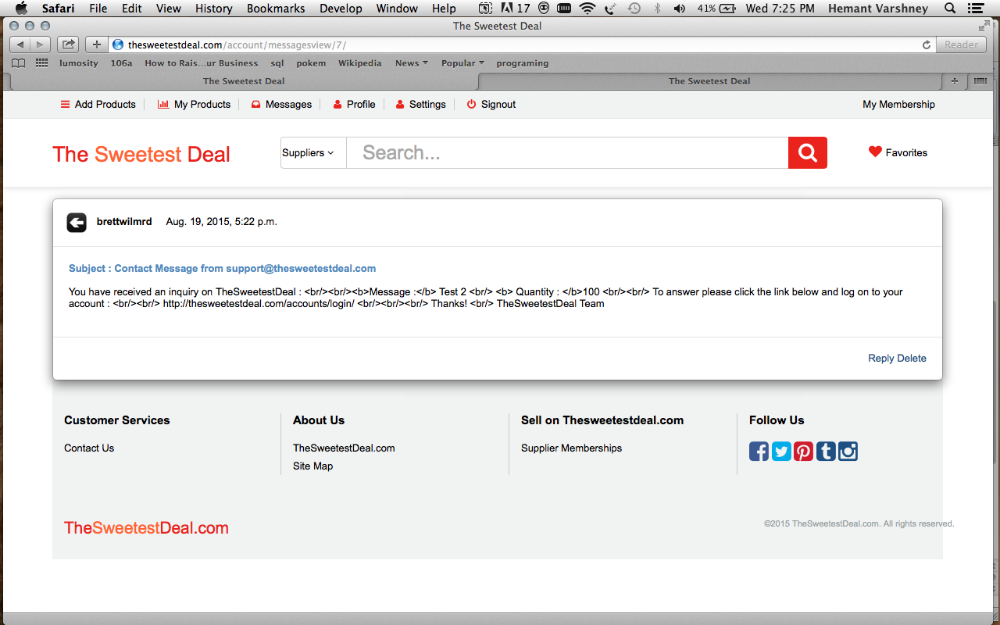 Safari File Edit View History Bookmarks Develop Window Help 17 41% Wed 7:25 PM Hemant Varshney
The Sweetest Deal
thesweetestdeal.com/account/messagesview/7/ Reader
lumosity 106a How to Rais...ur Business sql pokem Wikipedia News Popular programing
The Sweetest Deal The Sweetest Deal
Add Products My Products Messages Profile Settings Signout My Membership
The Sweetest Deal Suppliers Search... Favorites
brettwilmrd Aug. 19, 2015, 5:22 p.m.
Subject : Contact Message from support@thesweetestdeal.com
You have received an inquiry on TheSweetestDeal : <br/><br/><b>Message :</b> Test 2 <br/> <b> Quantity : </b>100 <br/><br/> To answer please click the link below and log on to your
account : <br/><br/> http://thesweetestdeal.com/accounts/login/ <br/><br/><br/> Thanks! <br/> TheSweetestDeal Team
Reply Delete
Customer Services About Us Sell on Thesweetestdeal.com Follow Us
Contact Us TheSweetestDeal.com Supplier Memberships
Site Map
TheSweetestDeal.com ©2015 TheSweetestDeal.com. All rights reserved.